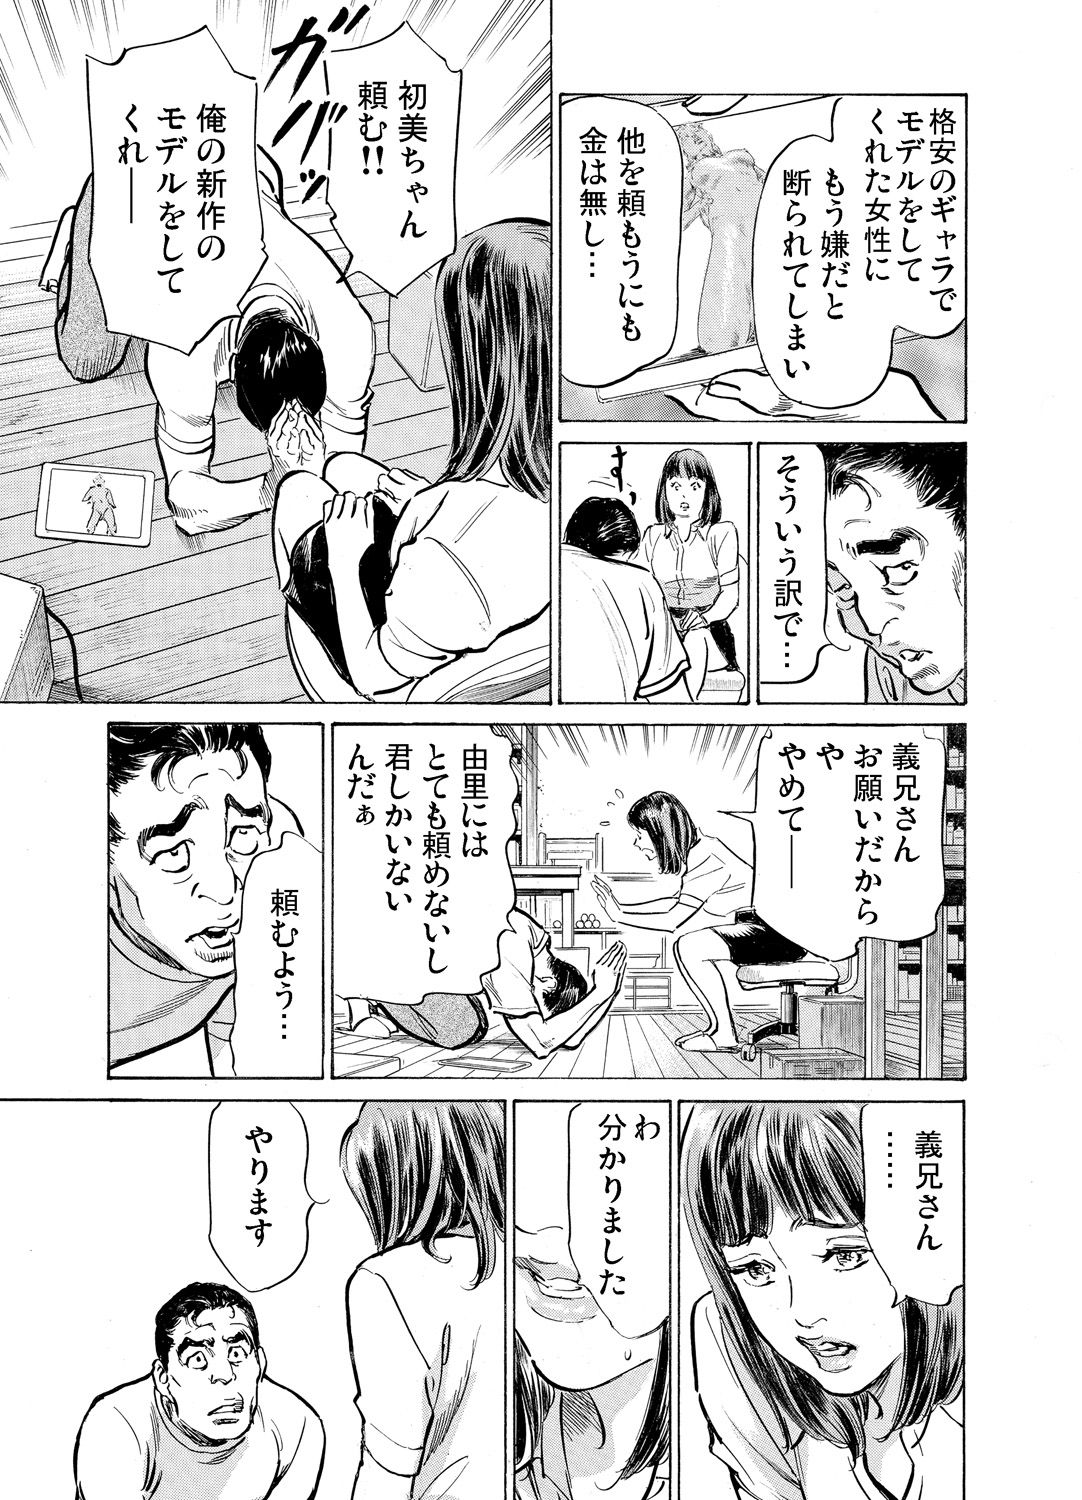 格安のギャラで
モデルをして
くれた女性に
もう嫌だと
断られてしまい
他を頼もうにも
金は無し…
そういう訳で…
すっ
ガバッ
初美ちゃん
頼む!!
俺の新作の
モデルをして
くれ――
義兄さん
お願いだから
や
やめて――
由里には
とても頼めないし
君しかいない
んだぁ
頼むよう…
義兄さん
……
わ
分かりました
やります